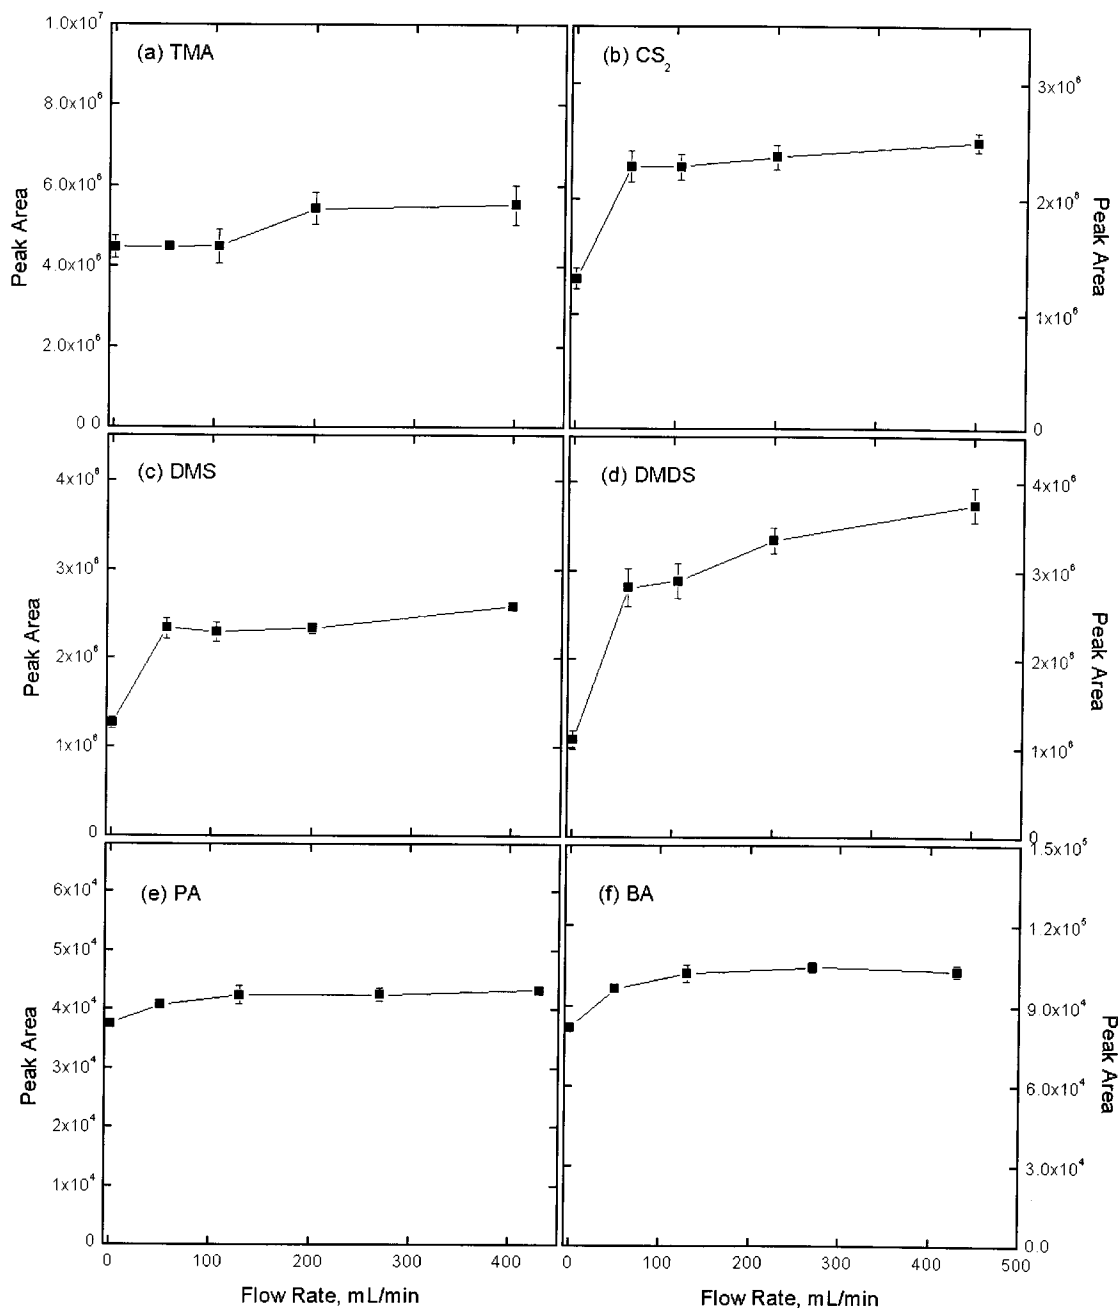 (a) TMA
1.0x10⁷
8.0x10⁶
6.0x10⁶
4.0x10⁶
2.0x10⁶
0.0
Peak Area
(b) CS₂
3x10⁶
2x10⁶
1x10⁶
0
Peak Area
(c) DMS
4x10⁶
3x10⁶
2x10⁶
1x10⁶
0
Peak Area
(d) DMDS
4x10⁶
3x10⁶
2x10⁶
1x10⁶
0
Peak Area
(e) PA
6x10⁴
5x10⁴
4x10⁴
3x10⁴
2x10⁴
1x10⁴
0
Peak Area
0 100 200 300 400
Flow Rate, mL/min
(f) BA
1.5x10⁵
1.2x10⁵
9.0x10⁴
6.0x10⁴
3.0x10⁴
0.0
Peak Area
0 100 200 300 400 500
Flow Rate, mL/min